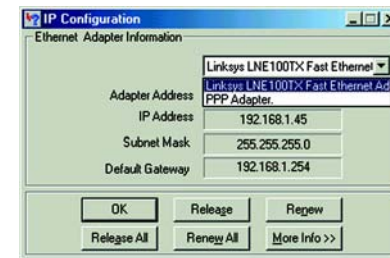 IP Configuration
Ethernet Adapter Information
Linksys LNE100TX Fast Ethernet
Linksys LNE100TX Fast Ethernet Ad
PPP Adapter.
Adapter Address
IP Address 192.168.1.45
Subnet Mask 255.255.255.0
Default Gateway 192.168.1.254
OK Release Renew
Release All Renew All More Info >>